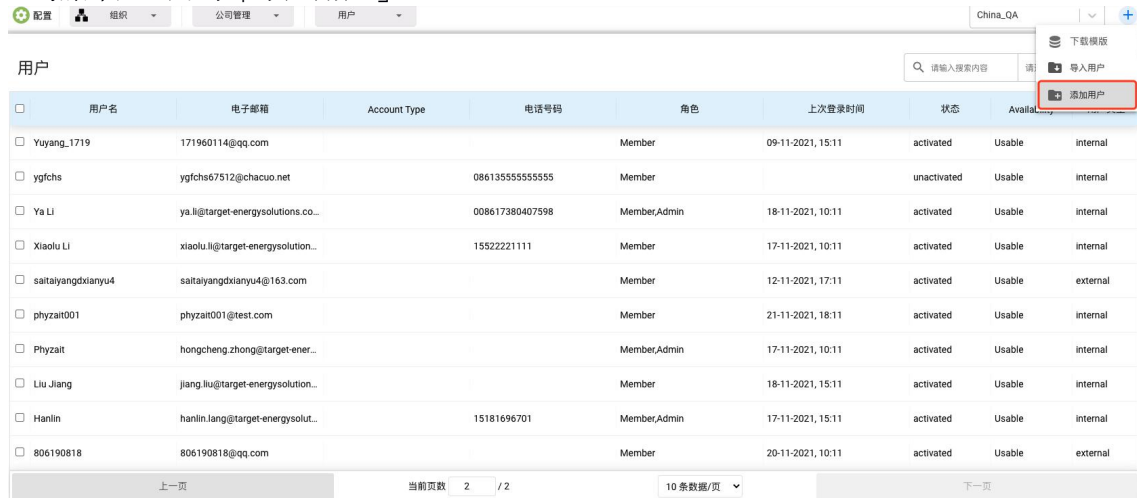 配置 组织 公司管理 用户 China_QA
下载模版
用户 请输入搜索内容 请 导入用户
添加用户
用户名 电子邮箱 Account Type 电话号码 角色 上次登录时间 状态
Yuyang_1719 171960114@qq.com Member 09-11-2021, 15:11 activated Usable internal
ygfchs ygfchs67512@chacuo.net 086135555555555 Member unactivated Usable internal
Ya Li ya.li@target-energysolutions.co... 008617380407598 Member,Admin 18-11-2021, 10:11 activated Usable internal
Xiaolu Li xiaolu.li@target-energysolution... 15522221111 Member 17-11-2021, 10:11 activated Usable internal
saitaiyangdxianyu4 saitaiyangdxianyu4@163.com Member 12-11-2021, 17:11 activated Usable external
phyzait001 phyzait001@test.com Member 21-11-2021, 18:11 activated Usable internal
Phyzait hongcheng.zhong@target-ener... Member,Admin 17-11-2021, 10:11 activated Usable internal
Liu Jiang jiang.liu@target-energysolution... Member 18-11-2021, 15:11 activated Usable internal
Hanlin hanlin.lang@target-energysolut... 15181696701 Member,Admin 17-11-2021, 15:11 activated Usable internal
806190818 806190818@qq.com Member 20-11-2021, 10:11 activated Usable external
上一页 当前页数 2 / 2 10 条数据/页 下一页